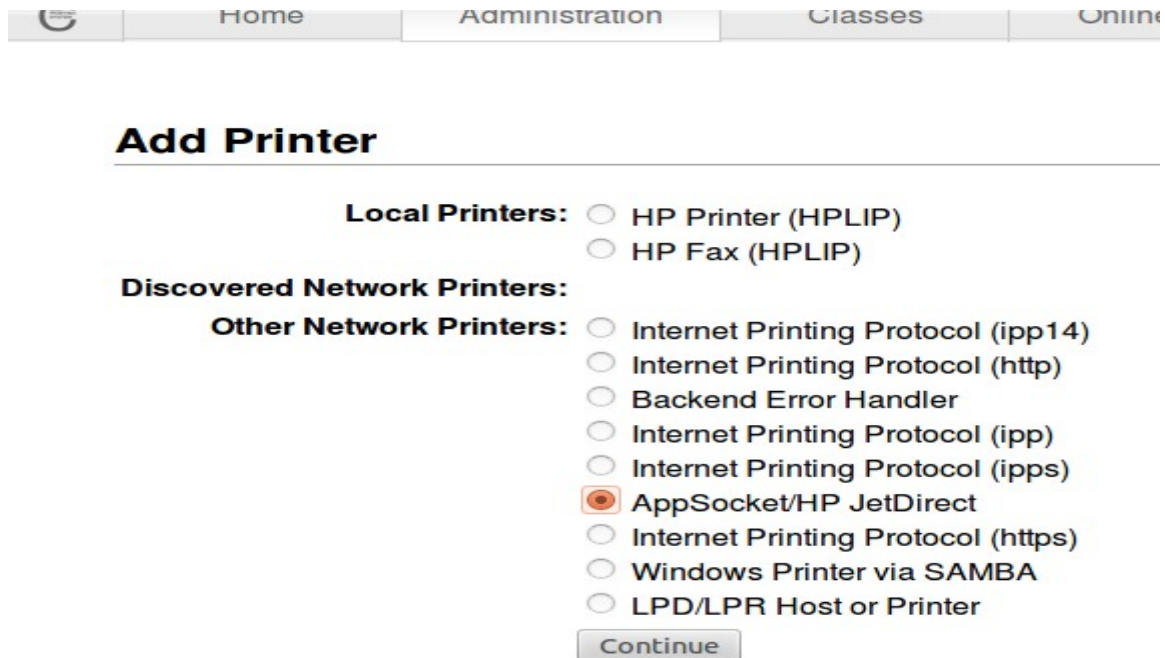 Home Administration Classes Online
Add Printer
Local Printers: HP Printer (HPLIP)
HP Fax (HPLIP)
Discovered Network Printers:
Other Network Printers: Internet Printing Protocol (ipp14)
Internet Printing Protocol (http)
Backend Error Handler
Internet Printing Protocol (ipp)
Internet Printing Protocol (ipps)
AppSocket/HP JetDirect
Internet Printing Protocol (https)
Windows Printer via SAMBA
LPD/LPR Host or Printer
Continue